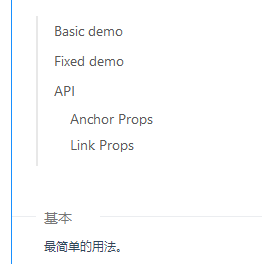 Basic demo
Fixed demo
API
Anchor Props
Link Props
基本
最简单的用法。